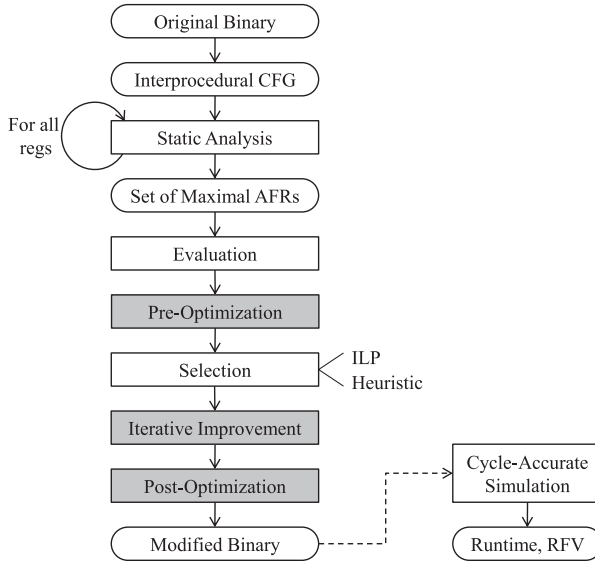 Original Binary
Interprocedural CFG
For all
regs
Static Analysis
Set of Maximal AFRs
Evaluation
Pre-Optimization
Selection
ILP
Heuristic
Iterative Improvement
Post-Optimization
Modified Binary
Cycle-Accurate
Simulation
Runtime, RFV